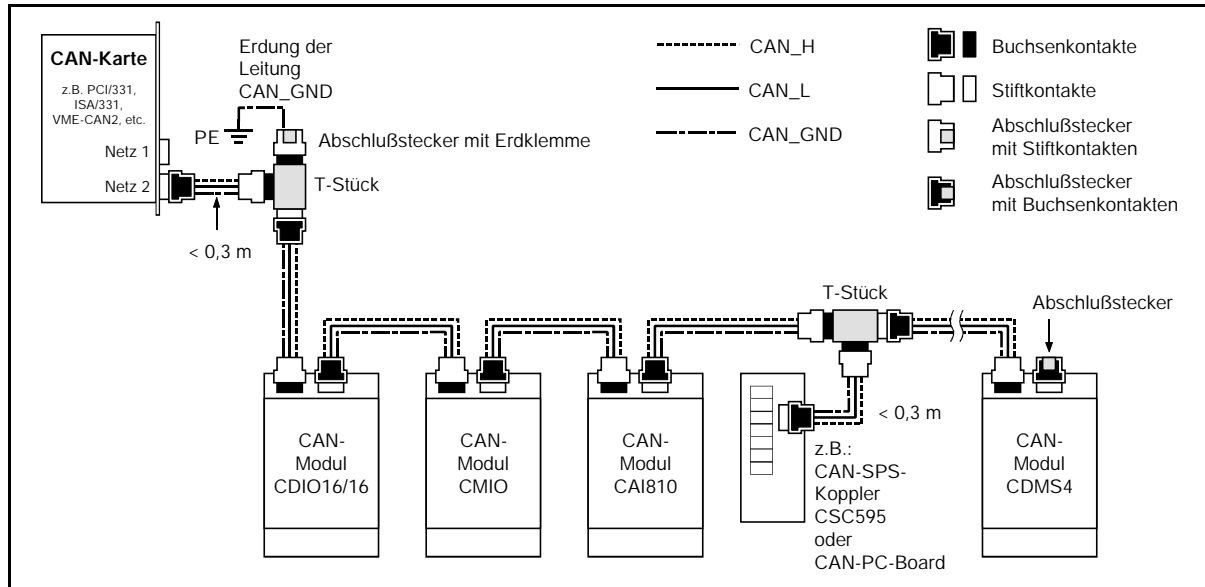 CAN-Karte
z.B. PCI/331,
ISA/331,
VME-CAN2, etc.
Netz 1
Netz 2
< 0,3 m
Erdung der
Leitung
CAN_GND
PE
Abschlußstecker mit Erdklemme
T-Stück
CAN_H
CAN_L
CAN_GND
Buchsenkontakte
Stiftkontakte
Abschlußstecker
mit Stiftkontakten
Abschlußstecker
mit Buchsenkontakten
T-Stück
Abschlußstecker
CAN-
Modul
CDIO16/16
CAN-
Modul
CMIO
CAN-
Modul
CAI810
< 0,3 m
z.B.:
CAN-SPS-
Koppler
CSC595
oder
CAN-PC-Board
CAN-
Modul
CDMS4